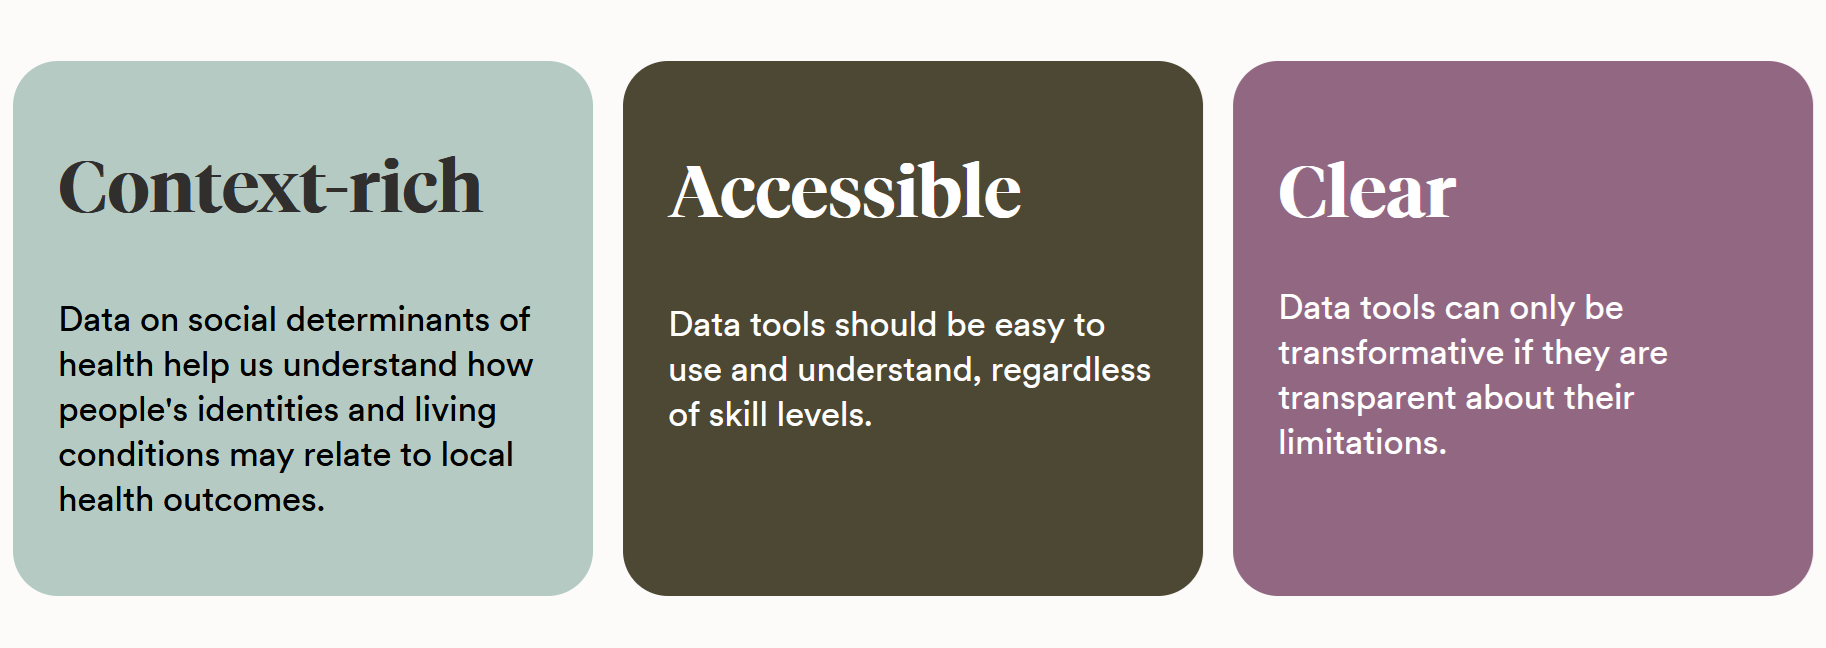 Context-rich
Data on social determinants of
health help us understand how
people's identities and living
conditions may relate to local
health outcomes.
Accessible
Data tools should be easy to
use and understand, regardless
of skill levels.
Clear
Data tools can only be
transformative if they are
transparent about their
limitations.